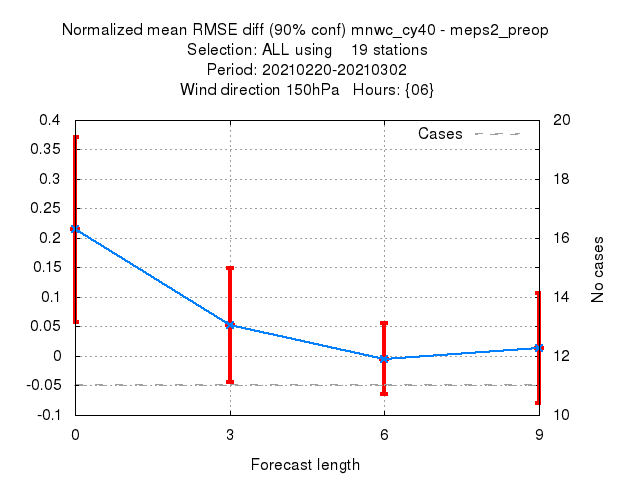 Normalized mean RMSE diff (90% conf) mnwc_cy40 - meps2_preop
Selection: ALL using    19 stations
Period: 20210220-20210302
Wind direction 150hPa   Hours: {06}
Cases
0.4
0.35
0.3
0.25
0.2
0.15
0.1
0.05
0
-0.05
-0.1
20
18
16
14
12
10
No cases
0 3 6 9
Forecast length